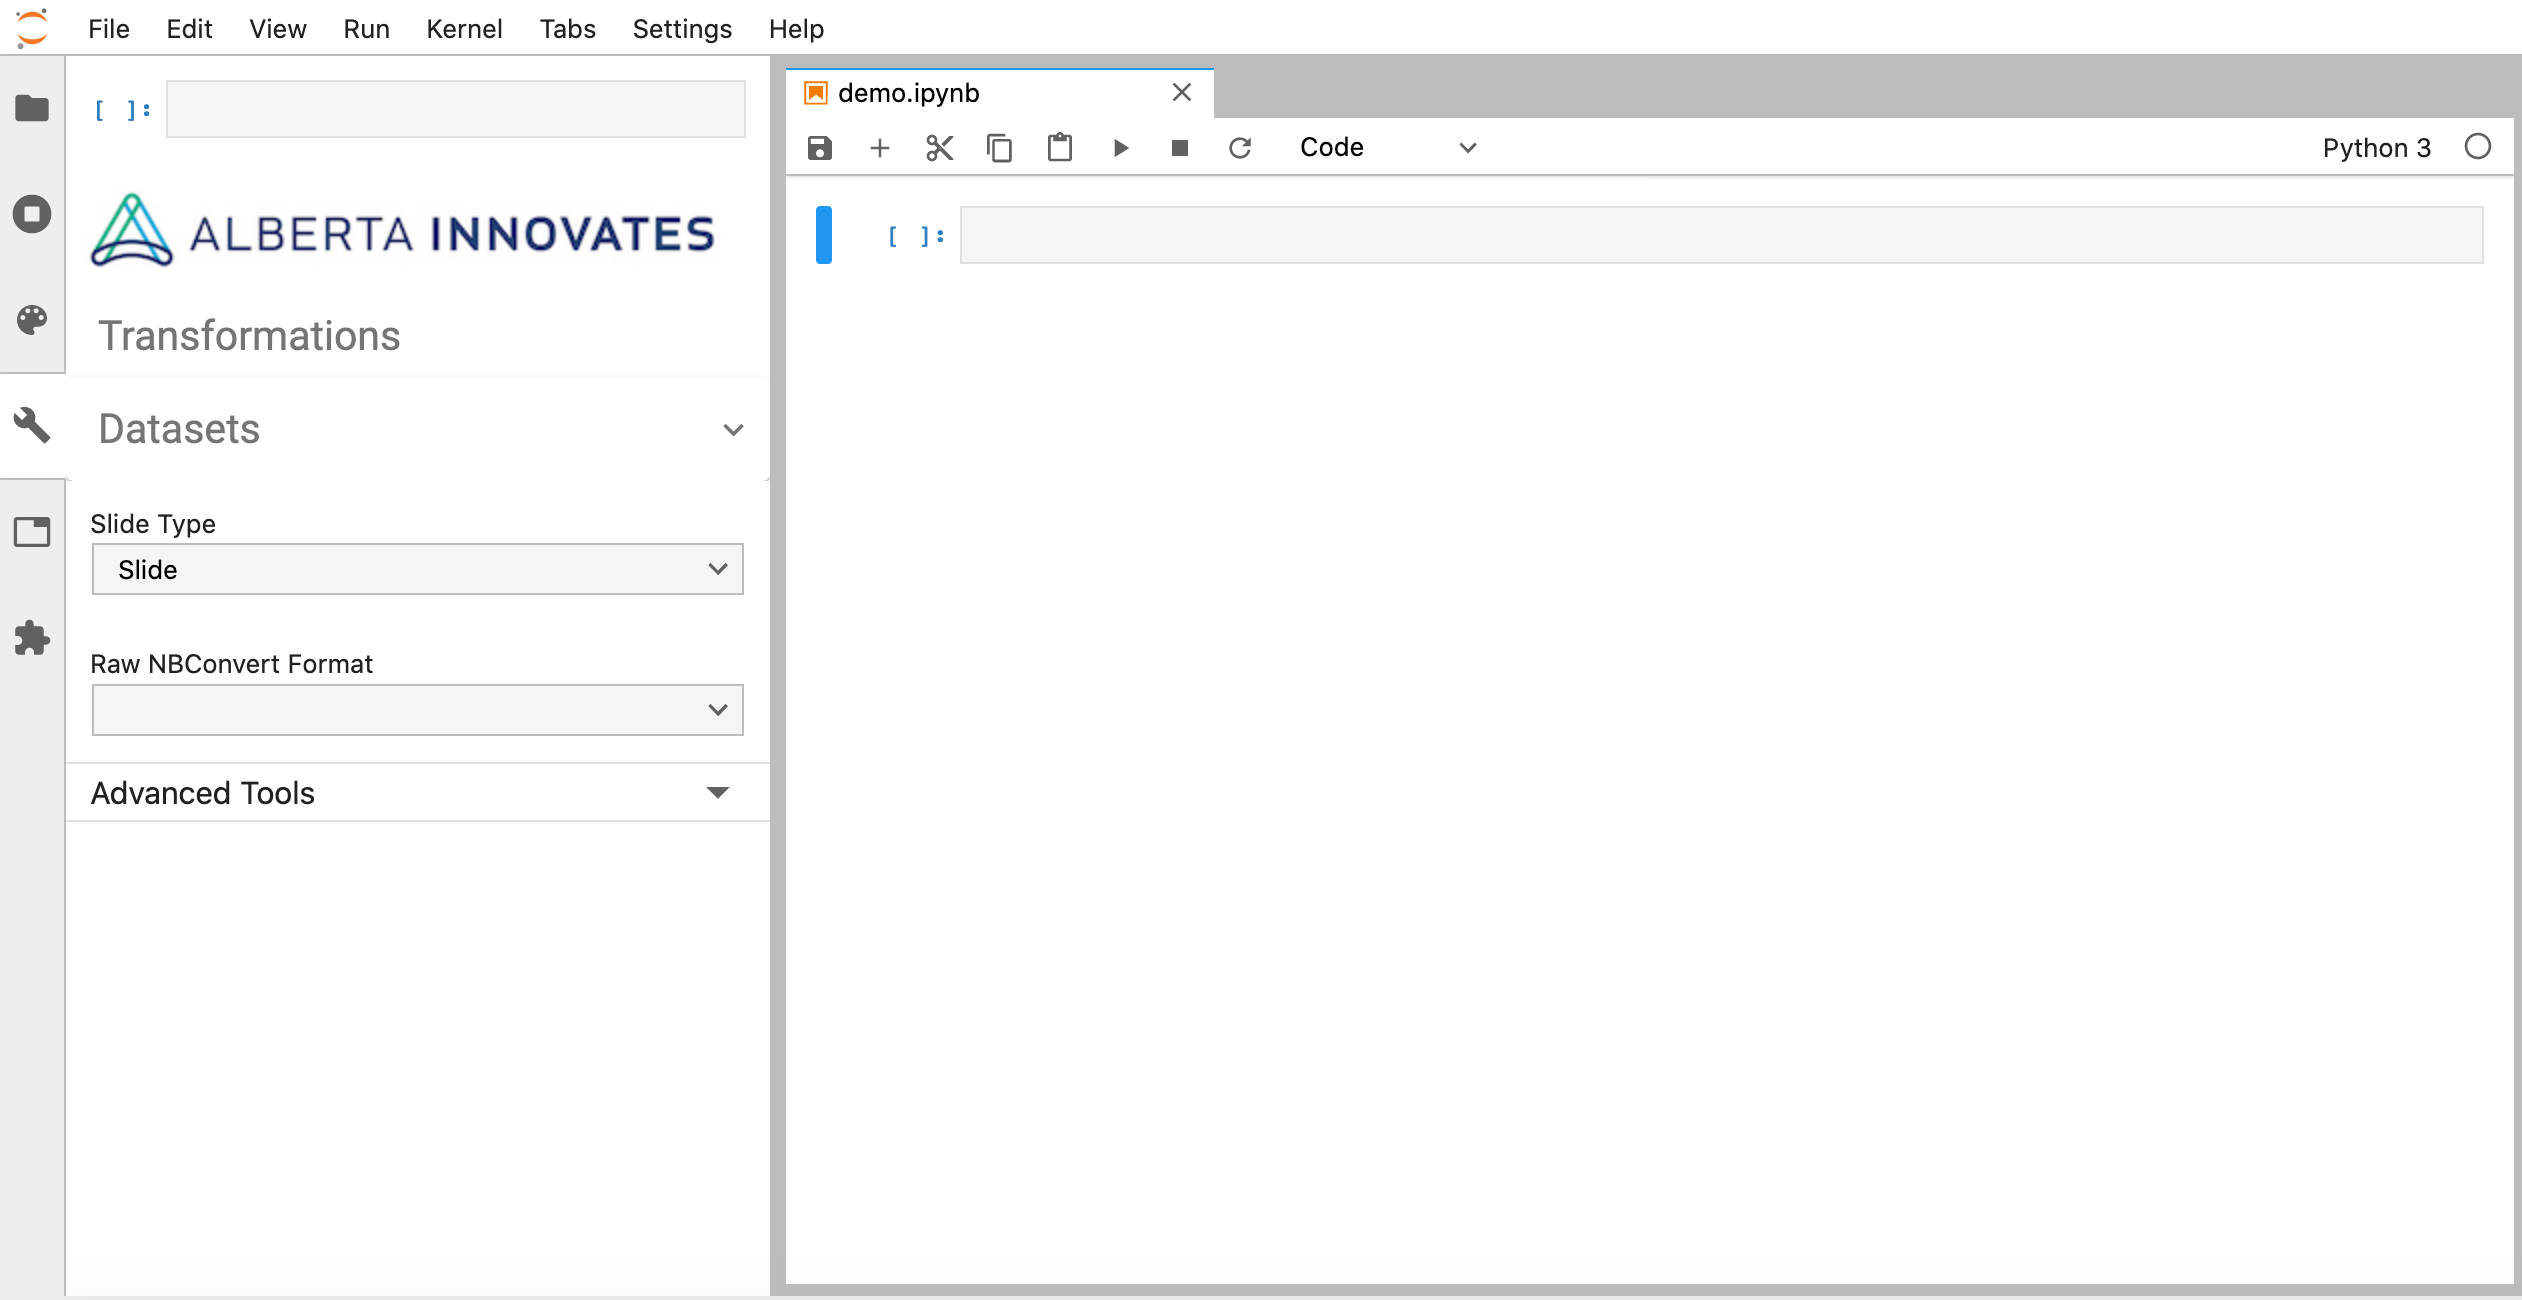 File Edit View Run Kernel Tabs Settings Help
[ ]:
ALBERTA INNOVATES
Transformations
Datasets
Slide Type
Slide
Raw NBConvert Format
Advanced Tools
demo.ipynb
Code
Python 3
[ ]: